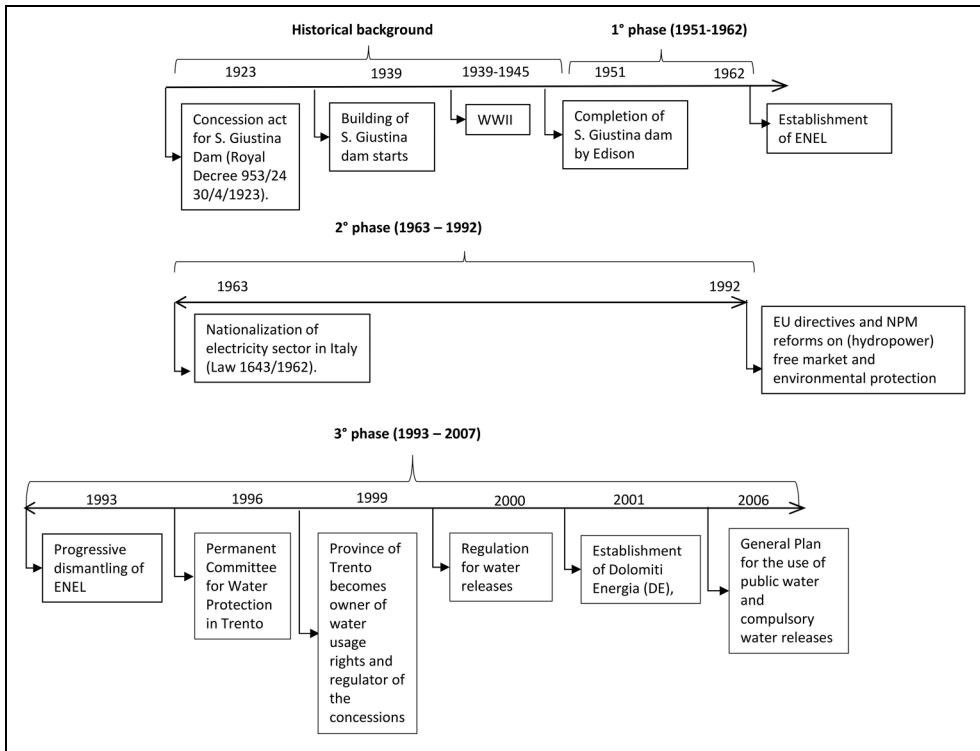 Historical background
1° phase (1951-1962)
1923
1939
1939-1945
1951
1962
Concession act
for S. Giustina
Dam (Royal
Decree 953/24
30/4/1923).
Building of
S. Giustina
dam starts
WWII
Completion of
S. Giustina dam
by Edison
Establishment
of ENEL
2° phase (1963 – 1992)
1963
1992
Nationalization of
electricity sector in Italy
(Law 1643/1962).
EU directives and NPM
reforms on (hydropower)
free market and
environmental protection
3° phase (1993 – 2007)
1993
1996
1999
2000
2001
2006
Progressive
dismantling of
ENEL
Permanent
Committee
for Water
Protection
in Trento
Province of
Trento
becomes
owner of
water
usage
rights and
regulator of
the
concessions
Regulation
for water
releases
Establishment
of Dolomiti
Energia (DE),
General Plan
for the use of
public water
and
compulsory
water releases